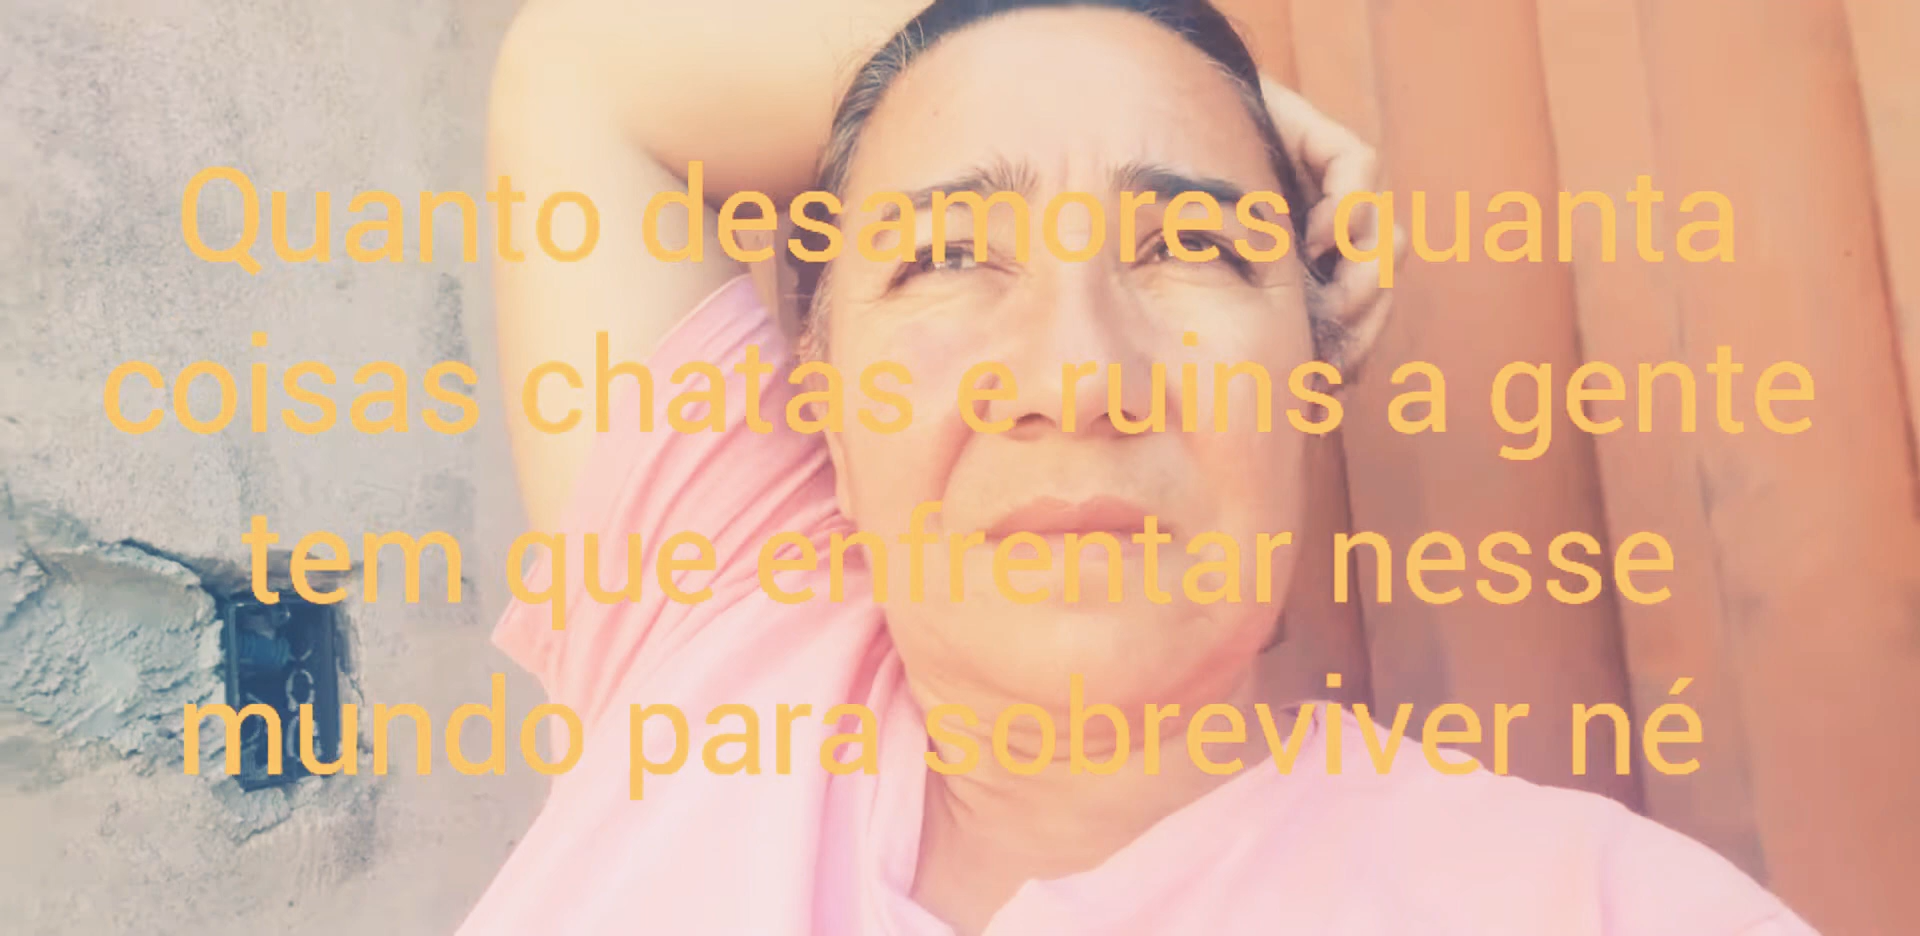 Quanto desamores quanta
coisas chatas e ruins a gente
tem que enfrentar nesse
mundo para sobreviver né